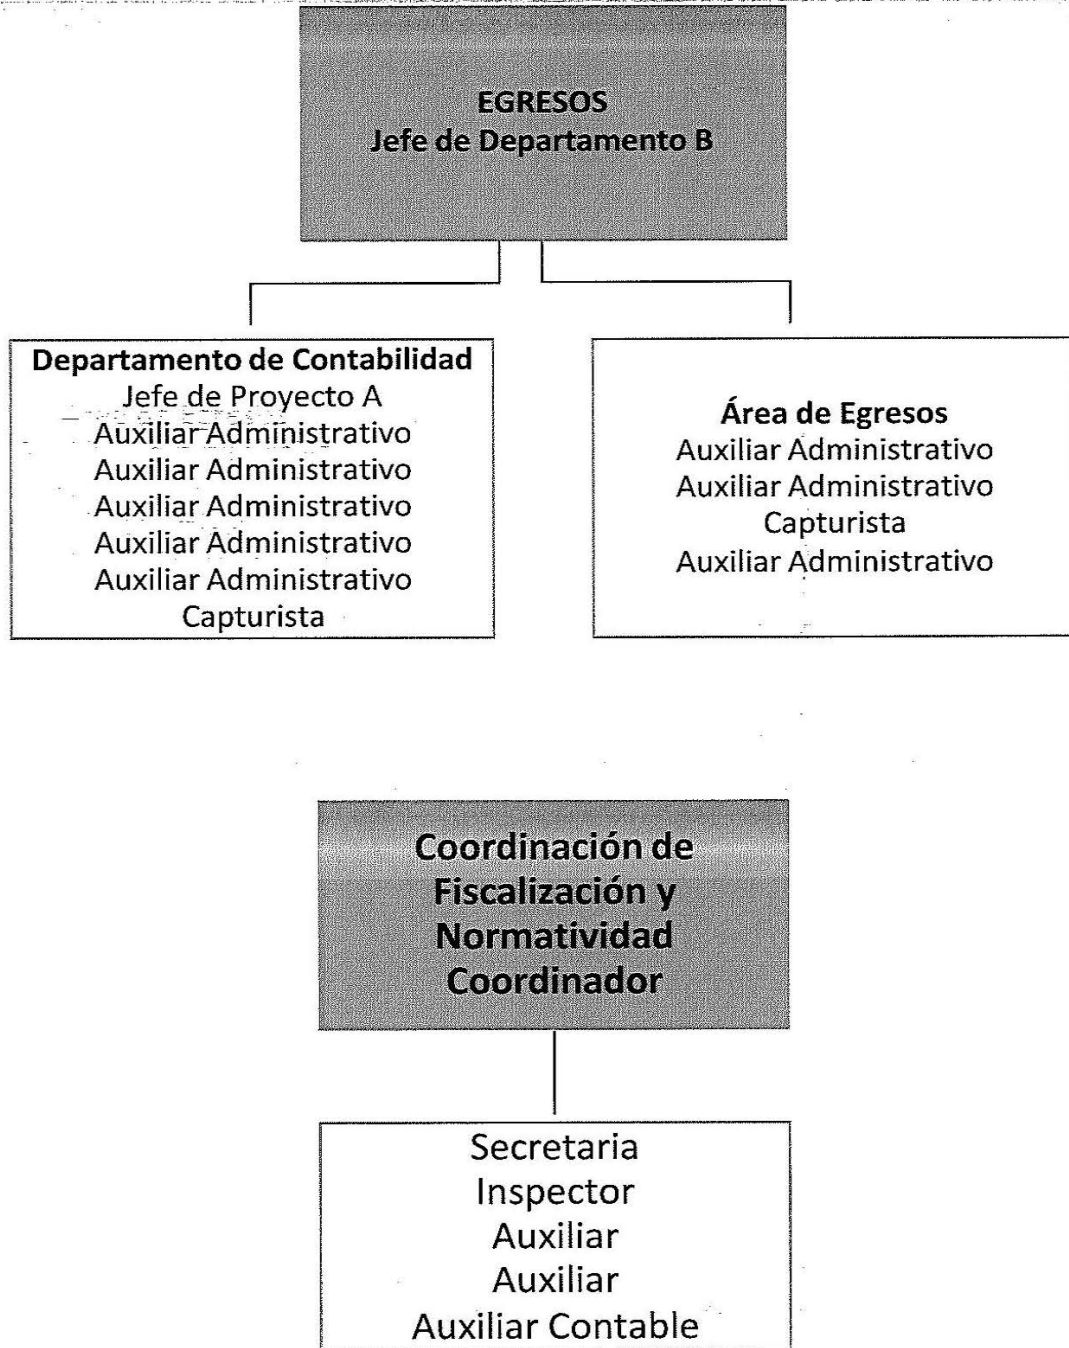 EGRESOS
Jefe de Departamento B
Departamento de Contabilidad
Jefe de Proyecto A
Auxiliar Administrativo
Auxiliar Administrativo
Auxiliar Administrativo
Auxiliar Administrativo
Auxiliar Administrativo
Capturista
Área de Egresos
Auxiliar Administrativo
Auxiliar Administrativo
Capturista
Auxiliar Administrativo
Coordinación de
Fiscalización y
Normatividad
Coordinador
Secretaria
Inspector
Auxiliar
Auxiliar
Auxiliar Contable